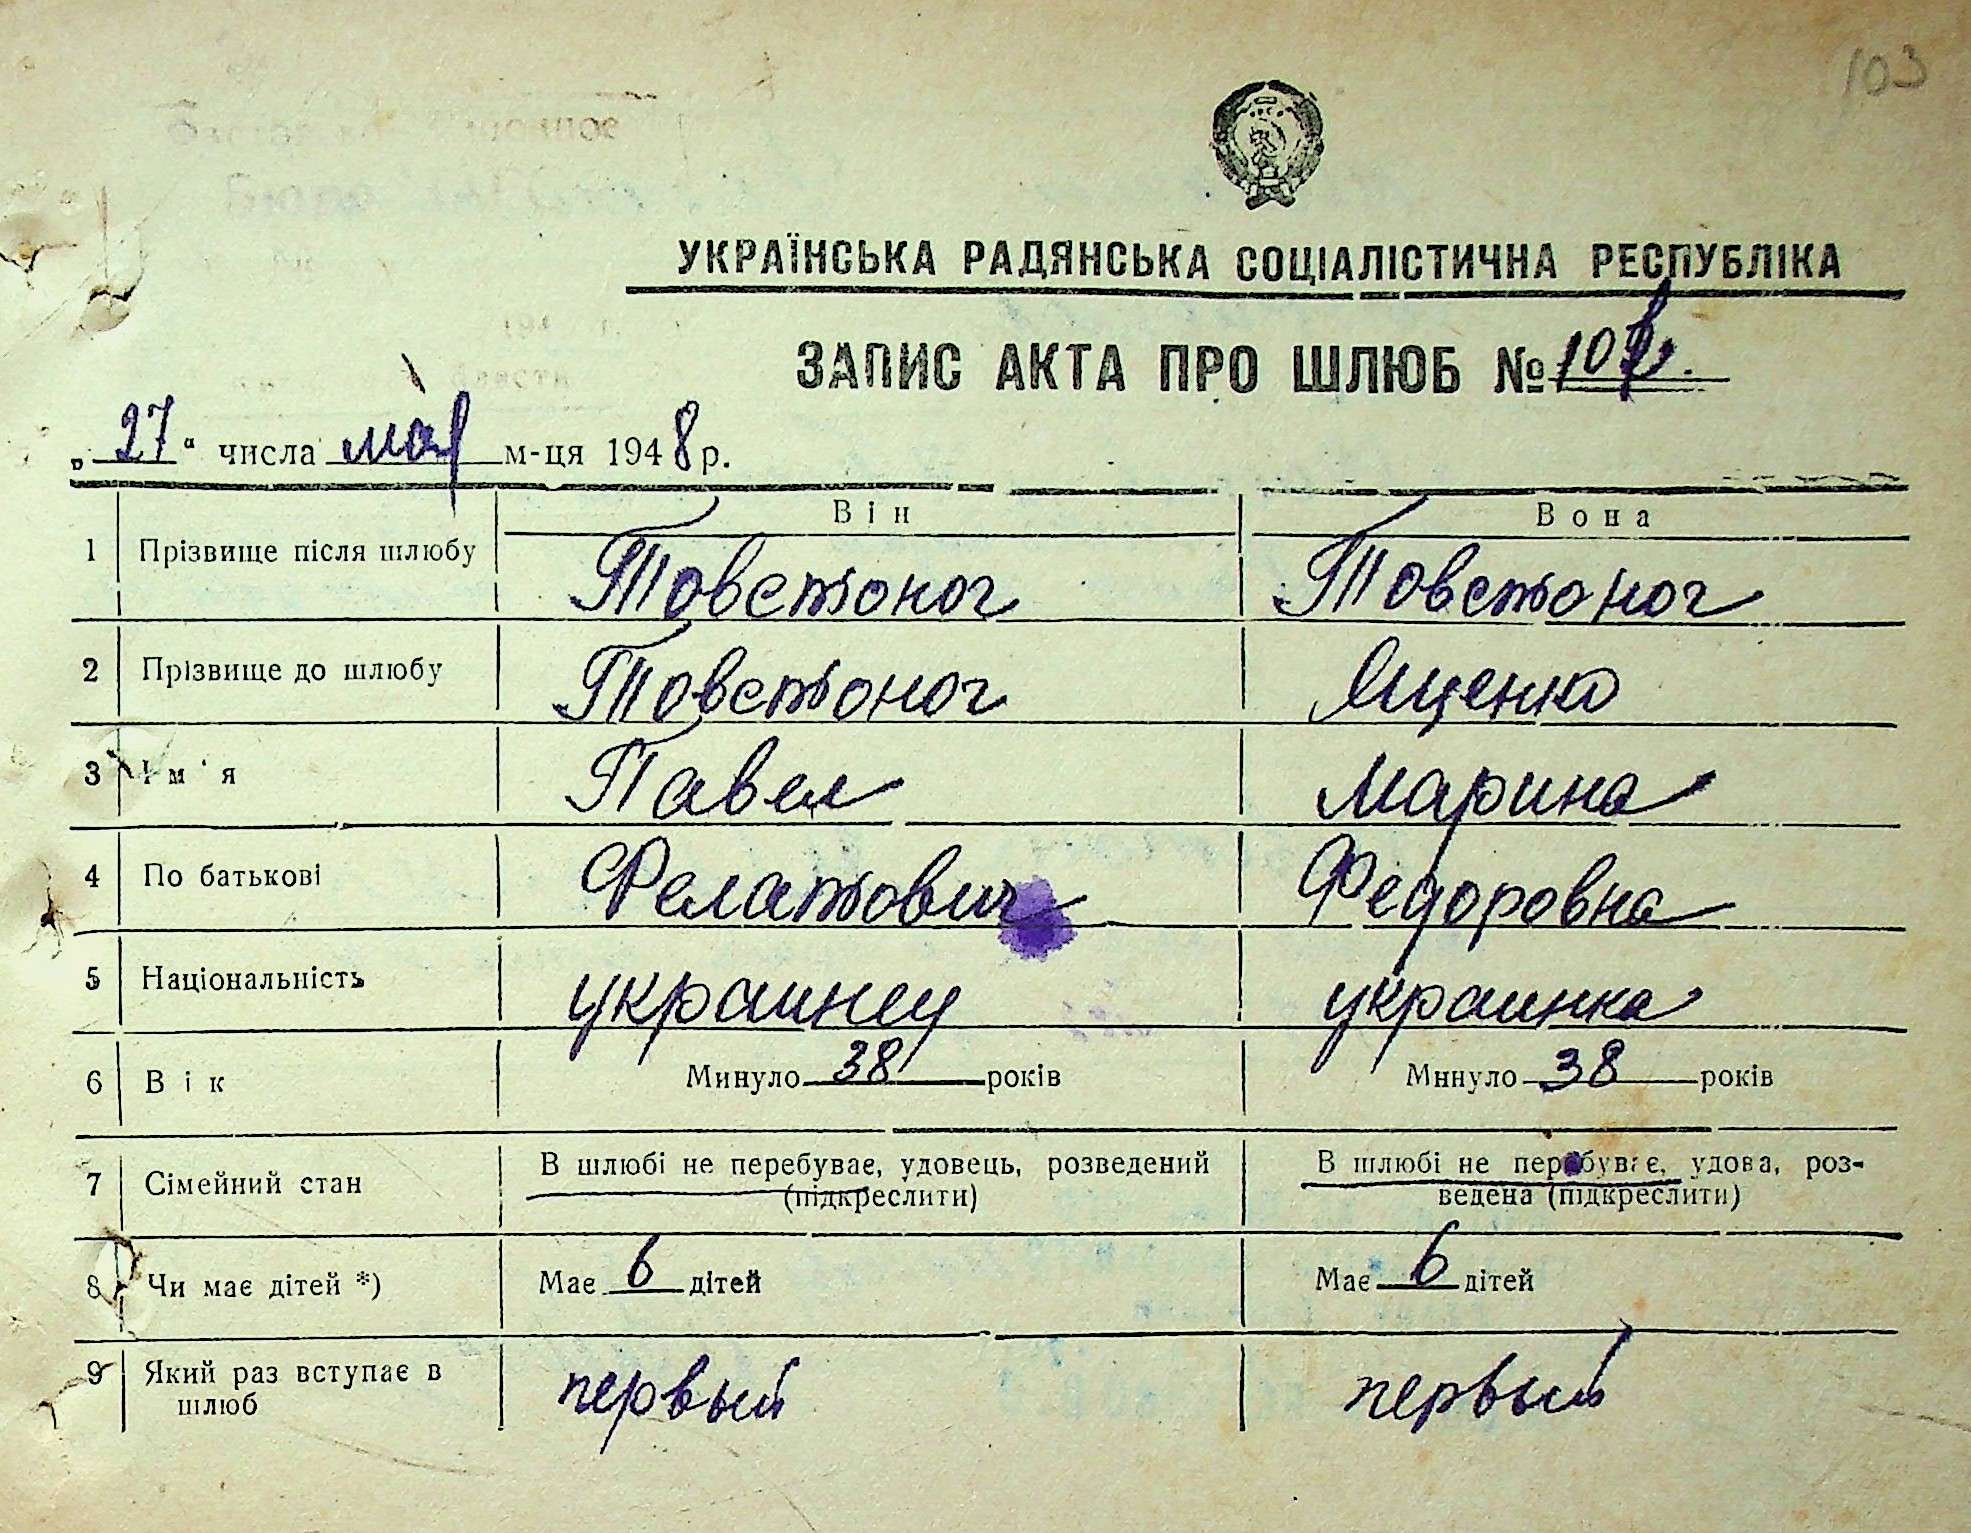 103
УКРАЇНСЬКА РАДЯНСЬКА СОЦІАЛІСТИЧНА РЕСПУБЛІКА
ЗАПИС АКТА ПРО ШЛЮБ №
„27“ числа мая м-ця 1948 р.
Він Вона
1 Прізвище після шлюбу Товстоног Товстоног
2 Прізвище до шлюбу Товстоног Ященко
3 Ім'я Павел Марина
4 По батькові Фелатович Федоровна
5 Національність украинец украинка
6 Вік Минуло 38 років Минуло 38 років
7 Сімейний стан В шлюбі не перебуває, удовець, розведений В шлюбі не перебуває, удова, роз-
(підкреслити) ведена (підкреслити)
8 Чи має дітей *) Має 6 дітей Має 6 дітей
9 Який раз вступає в первый первый
шлюб